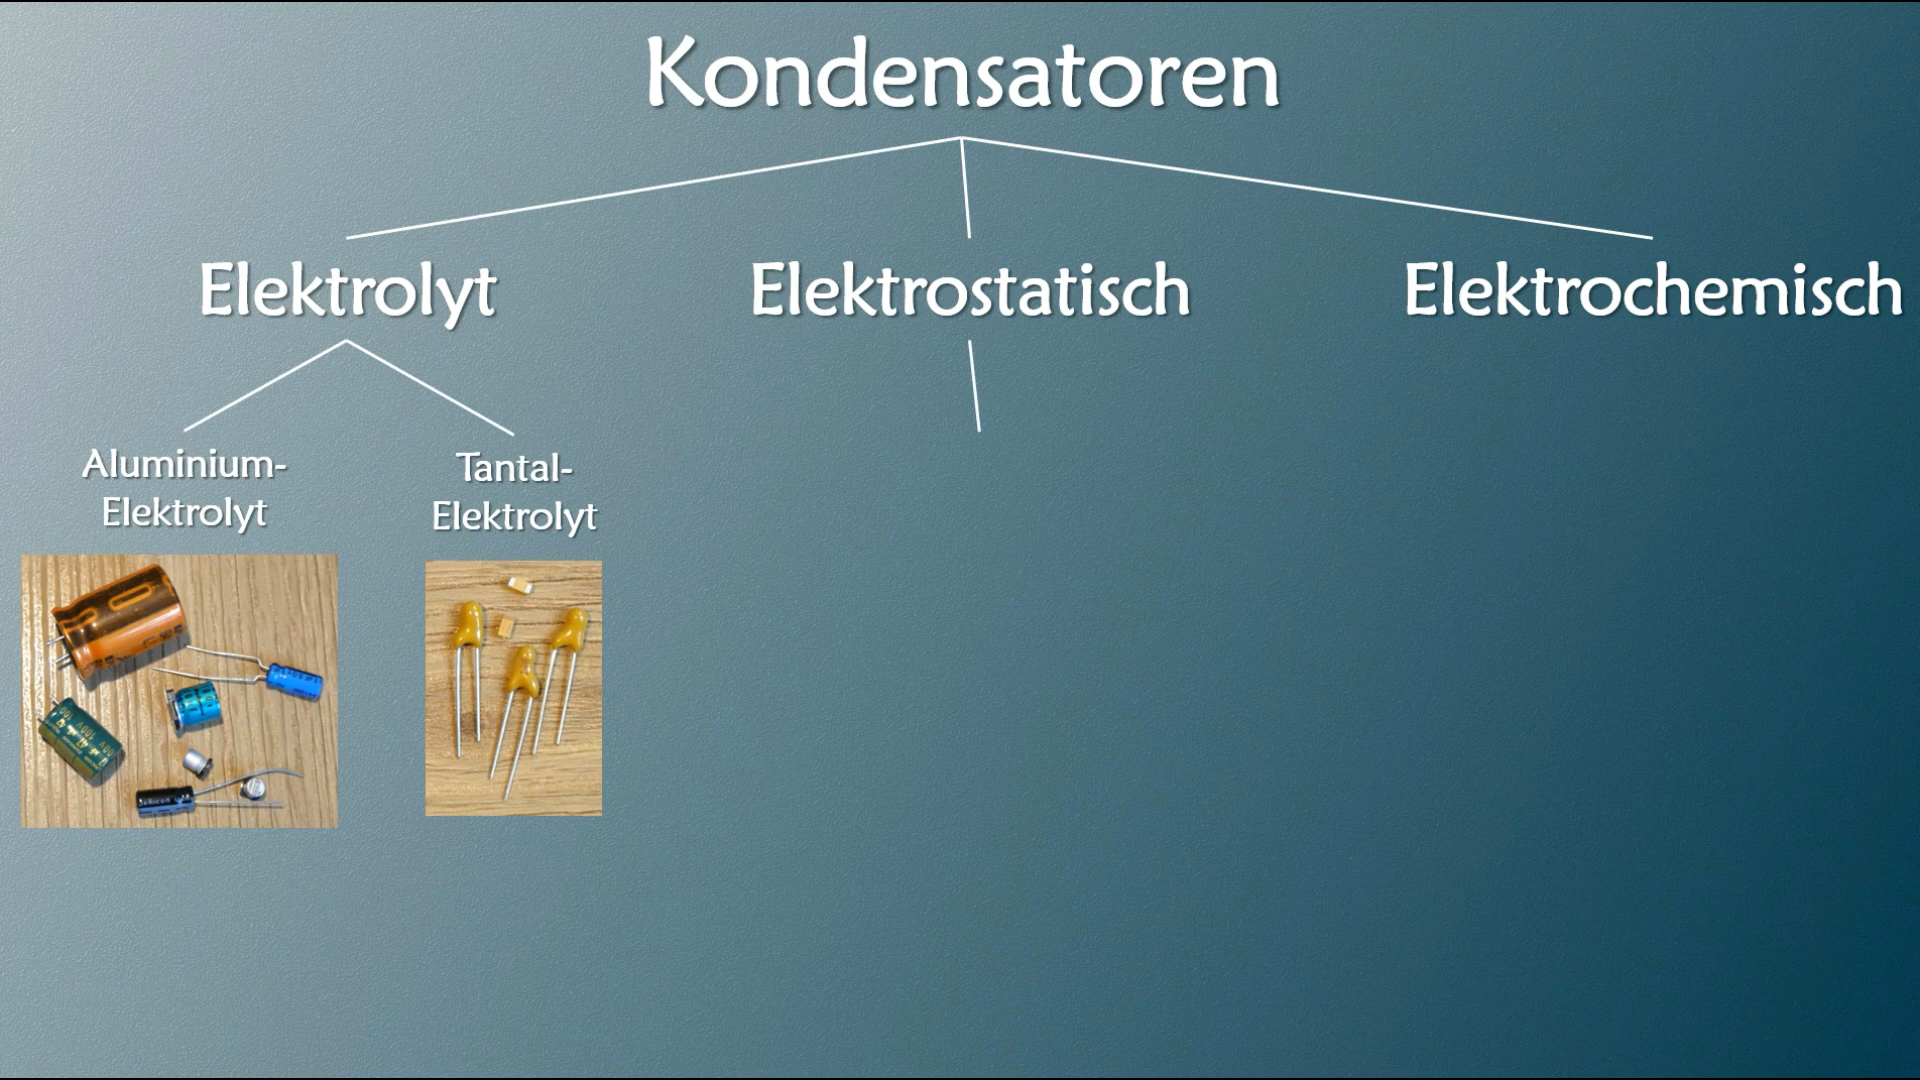 Kondensatoren
Elektrolyt
Elektrostatisch
Elektrochemisch
Aluminium-
Elektrolyt
Tantal-
Elektrolyt